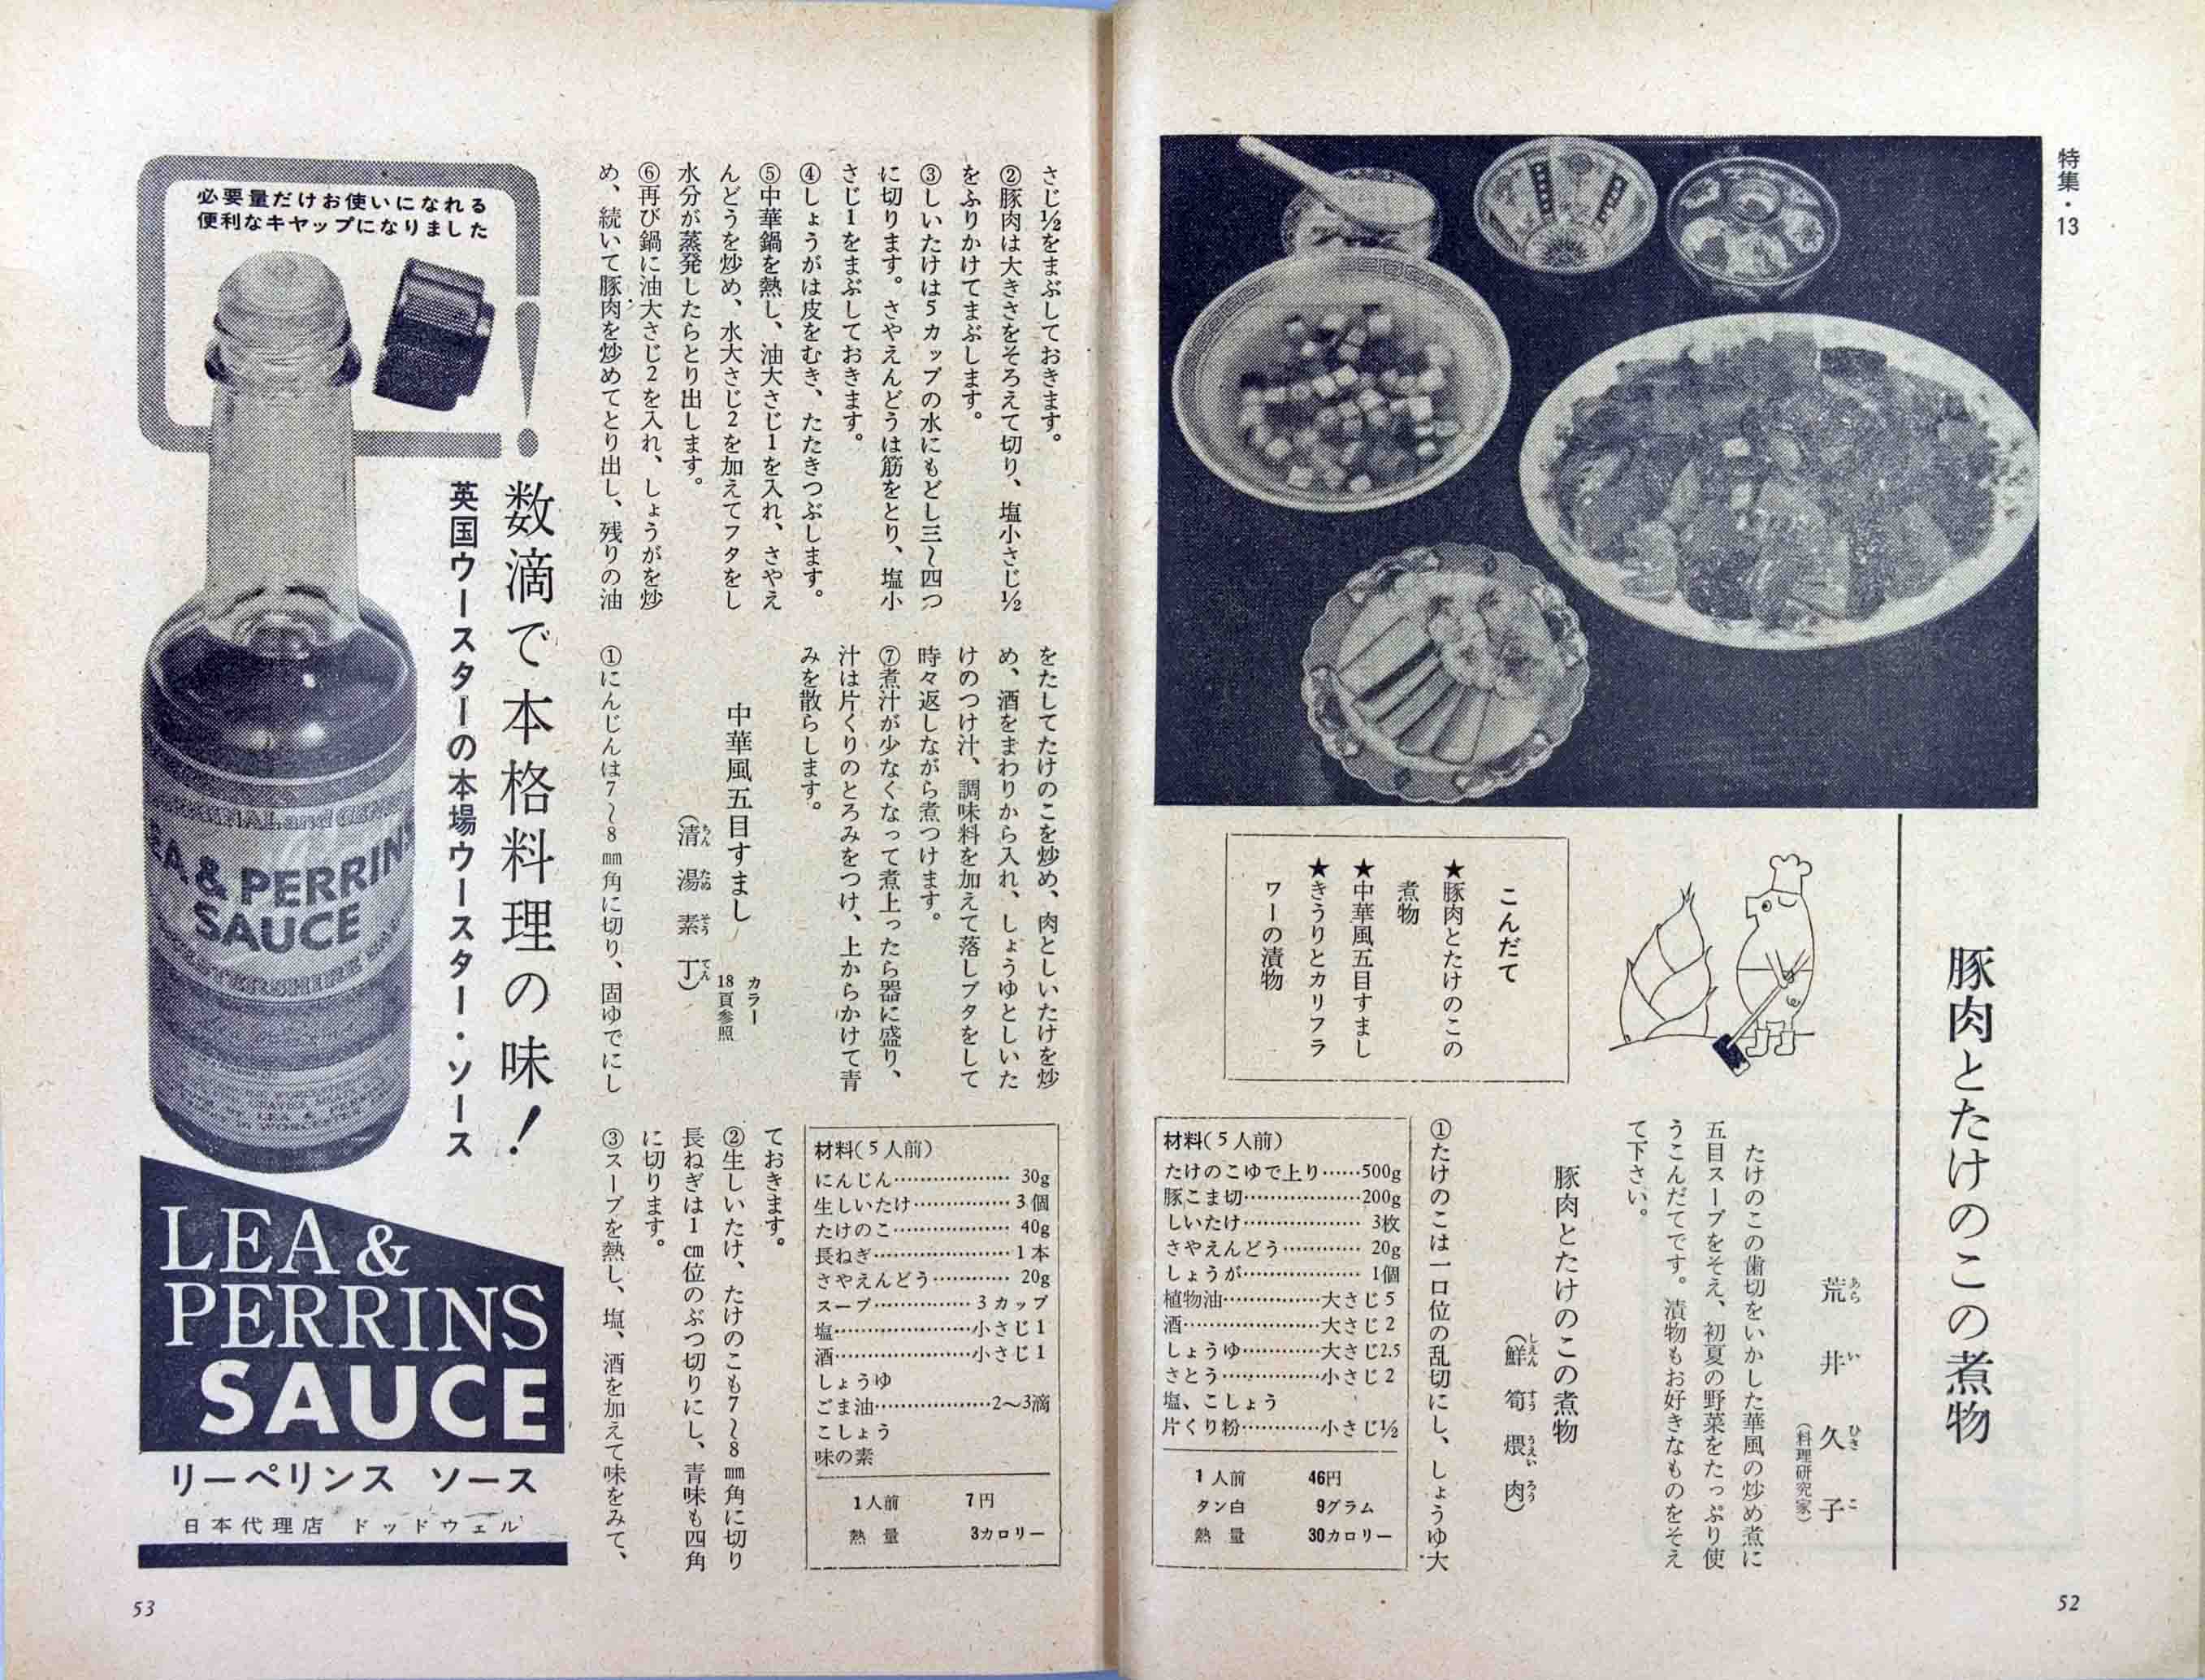 特集・13
豚肉とたけのこの煮物
荒井久子
あらいひさこ
(料理研究家)
たけのこの歯切をいかした華風の炒め煮に
五目スープをそえ、初夏の野菜をたっぷり使
うこんだてです。漬物もお好きなものをそえ
て下さい。
こんだて
★豚肉とたけのこの
煮物
★中華風五目すまし
★きうりとカリフラ
ワーの漬物
豚肉とたけのこの煮物
(鮮筍煨肉)
しえんすううえいろう
①たけのこは一口位の乱切にし、しょうゆ大
材料(5人前)
たけのこゆで上り……500g
豚こま切………………200g
しいたけ……………… 3枚
さやえんどう………… 20g
しょうが……………… 1個
植物油……………大さじ5
酒…………………大さじ2
しょうゆ…………大さじ2.5
さとう……………小さじ2
塩、こしょう
片くり粉…………小さじ½
1人前 46円
タン白 9グラム
熱量 30カロリー
52
さじ½をまぶしておきます。
②豚肉は大きさをそろえて切り、塩小さじ½
をふりかけてまぶします。
③しいたけは5カップの水にもどし三〜四つ
に切ります。さやえんどうは筋をとり、塩小
さじ1をまぶしておきます。
④しょうがは皮をむき、たたきつぶします。
⑤中華鍋を熱し、油大さじ1を入れ、さやえ
んどうを炒め、水大さじ2を加えてフタをし
水分が蒸発したらとり出します。
⑥再び鍋に油大さじ2を入れ、しょうがを炒
め、続いて豚肉を炒めてとり出し、残りの油
をたしてたけのこを炒め、肉としいたけを炒
め、酒をまわりから入れ、しょうゆとしいた
けのつけ汁、調味料を加えて落しブタをして
時々返しながら煮つけます。
⑦煮汁が少なくなって煮上ったら器に盛り、
汁は片くりのとろみをつけ、上からかけて青
みを散らします。
中華風五目すまし
カラー
18頁参照
(清湯素丁)
ちんたぬそうてん
①にんじんは7〜8mm角に切り、固ゆでにし
ておきます。
②生しいたけ、たけのこも7〜8mm角に切り
長ねぎは1cm位のぶつ切りにし、青味も四角
に切ります。
③スープを熱し、塩、酒を加えて味をみて、
材料(5人前)
にんじん……………… 30g
生しいたけ……………3個
たけのこ……………… 40g
長ねぎ…………………1本
さやえんどう………… 20g
スープ……………3カップ
塩…………………小さじ1
酒…………………小さじ1
しょうゆ
ごま油………………2〜3滴
こしょう
味の素
1人前 7円
熱量 3カロリー
必要量だけお使いになれる
便利なキャップになりました
!
数滴で本格料理の味!
英国ウースターの本場ウースター・ソース
ORIGINAL and GENUINE
LEA & PERRINS
SAUCE
WORCESTERSHIRE SAUCE
LEA &
PERRINS
SAUCE
リーペリンス ソース
日本代理店 ドッドウェル
53